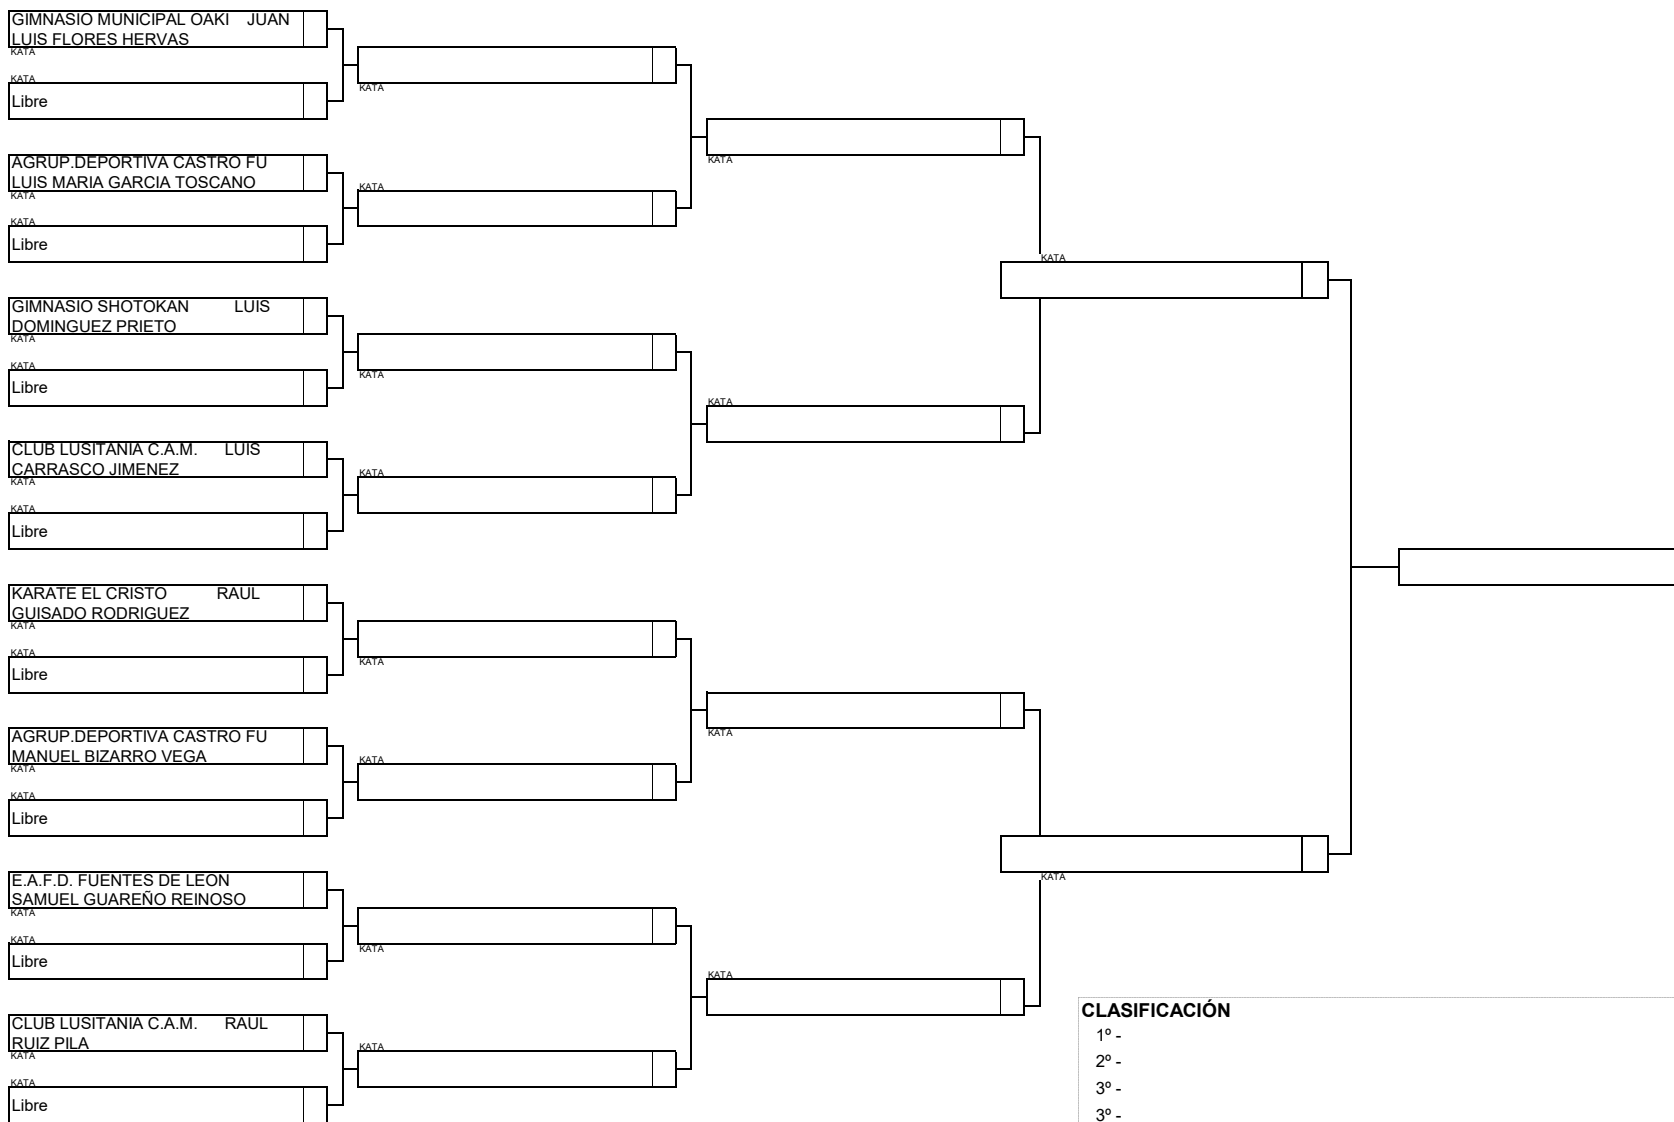 GIMNASIO MUNICIPAL OAKI JUAN
LUIS FLORES HERVAS
KATA
KATA
Libre
AGRUP.DEPORTIVA CASTRO FU
LUIS MARIA GARCIA TOSCANO
KATA
KATA
Libre
GIMNASIO SHOTOKAN LUIS
DOMINGUEZ PRIETO
KATA
KATA
Libre
CLUB LUSITANIA C.A.M. LUIS
CARRASCO JIMENEZ
KATA
KATA
Libre
KARATE EL CRISTO RAUL
GUISADO RODRIGUEZ
KATA
KATA
Libre
AGRUP.DEPORTIVA CASTRO FU
MANUEL BIZARRO VEGA
KATA
KATA
Libre
E.A.F.D. FUENTES DE LEON
SAMUEL GUAREÑO REINOSO
KATA
KATA
Libre
CLUB LUSITANIA C.A.M. RAUL
RUIZ PILA
KATA
KATA
Libre
KATA
KATA
KATA
KATA
KATA
KATA
KATA
KATA
KATA
KATA
KATA
KATA
KATA
KATA
CLASIFICACIÓN
1º -
2º -
3º -
3º -